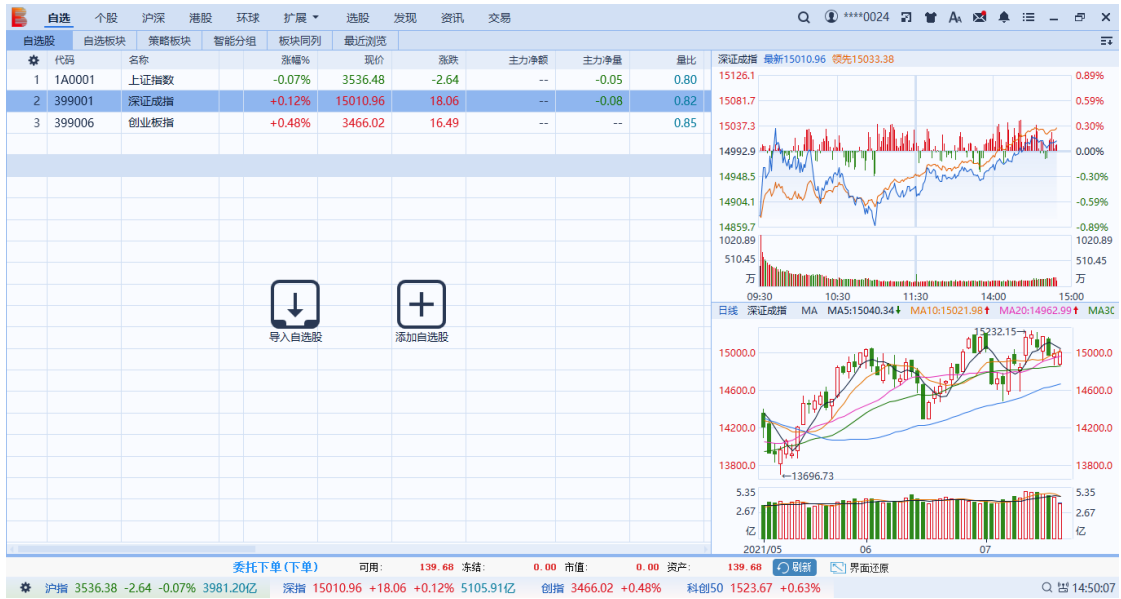 自选 个股 沪深 港股 环球 扩展 选股 发现 资讯 交易 ****0024
自选股 自选板块 策略板块 智能分组 板块同列 最近浏览
代码 名称 涨幅% 现价 涨跌 主力净额 主力净量 量比
1 1A0001 上证指数 -0.07% 3536.48 -2.64 -- -0.05 0.80
2 399001 深证成指 +0.12% 15010.96 18.06 -- -0.08 0.82
3 399006 创业板指 +0.48% 3466.02 16.49 -- -- 0.85
导入自选股 添加自选股
深证成指 最新15010.96 领先15033.38
15126.1 0.89%
15081.7 0.59%
15037.3 0.30%
14992.9 0.00%
14948.5 -0.30%
14904.1 -0.59%
14859.7 -0.89%
1020.89 1020.89
510.45 510.45
万 万
09:30 10:30 11:30 14:00 15:00
日线 深证成指 MA MA5:15040.34↓ MA10:15021.98↑ MA20:14962.99↑ MA30
15232.15→
15000.0 15000.0
14600.0 14600.0
14200.0 14200.0
13800.0 13800.0
←13696.73
5.35 5.35
2.67 2.67
亿 亿
2021/05 06 07
委托下单(下单) 可用: 139.68 冻结: 0.00 市值: 0.00 资产: 139.68 刷新 界面还原
沪指 3536.38 -2.64 -0.07% 3981.20亿 深指 15010.96 +18.06 +0.12% 5105.91亿 创指 3466.02 +0.48% 科创50 1523.67 +0.63% 14:50:07